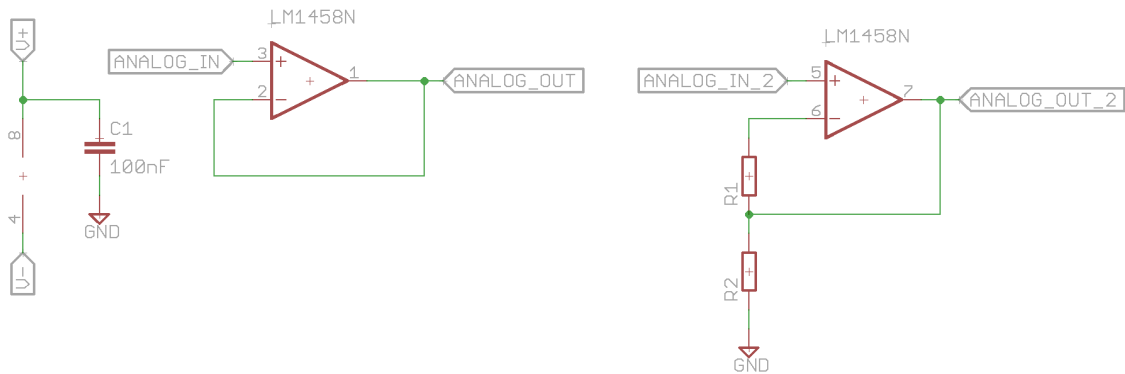 V+
8
4
V-
C1
100nF
GND
LM1458N
ANALOG_IN
3
2
1
ANALOG_OUT
LM1458N
ANALOG_IN_2
5
6
7
ANALOG_OUT_2
R1
R2
GND